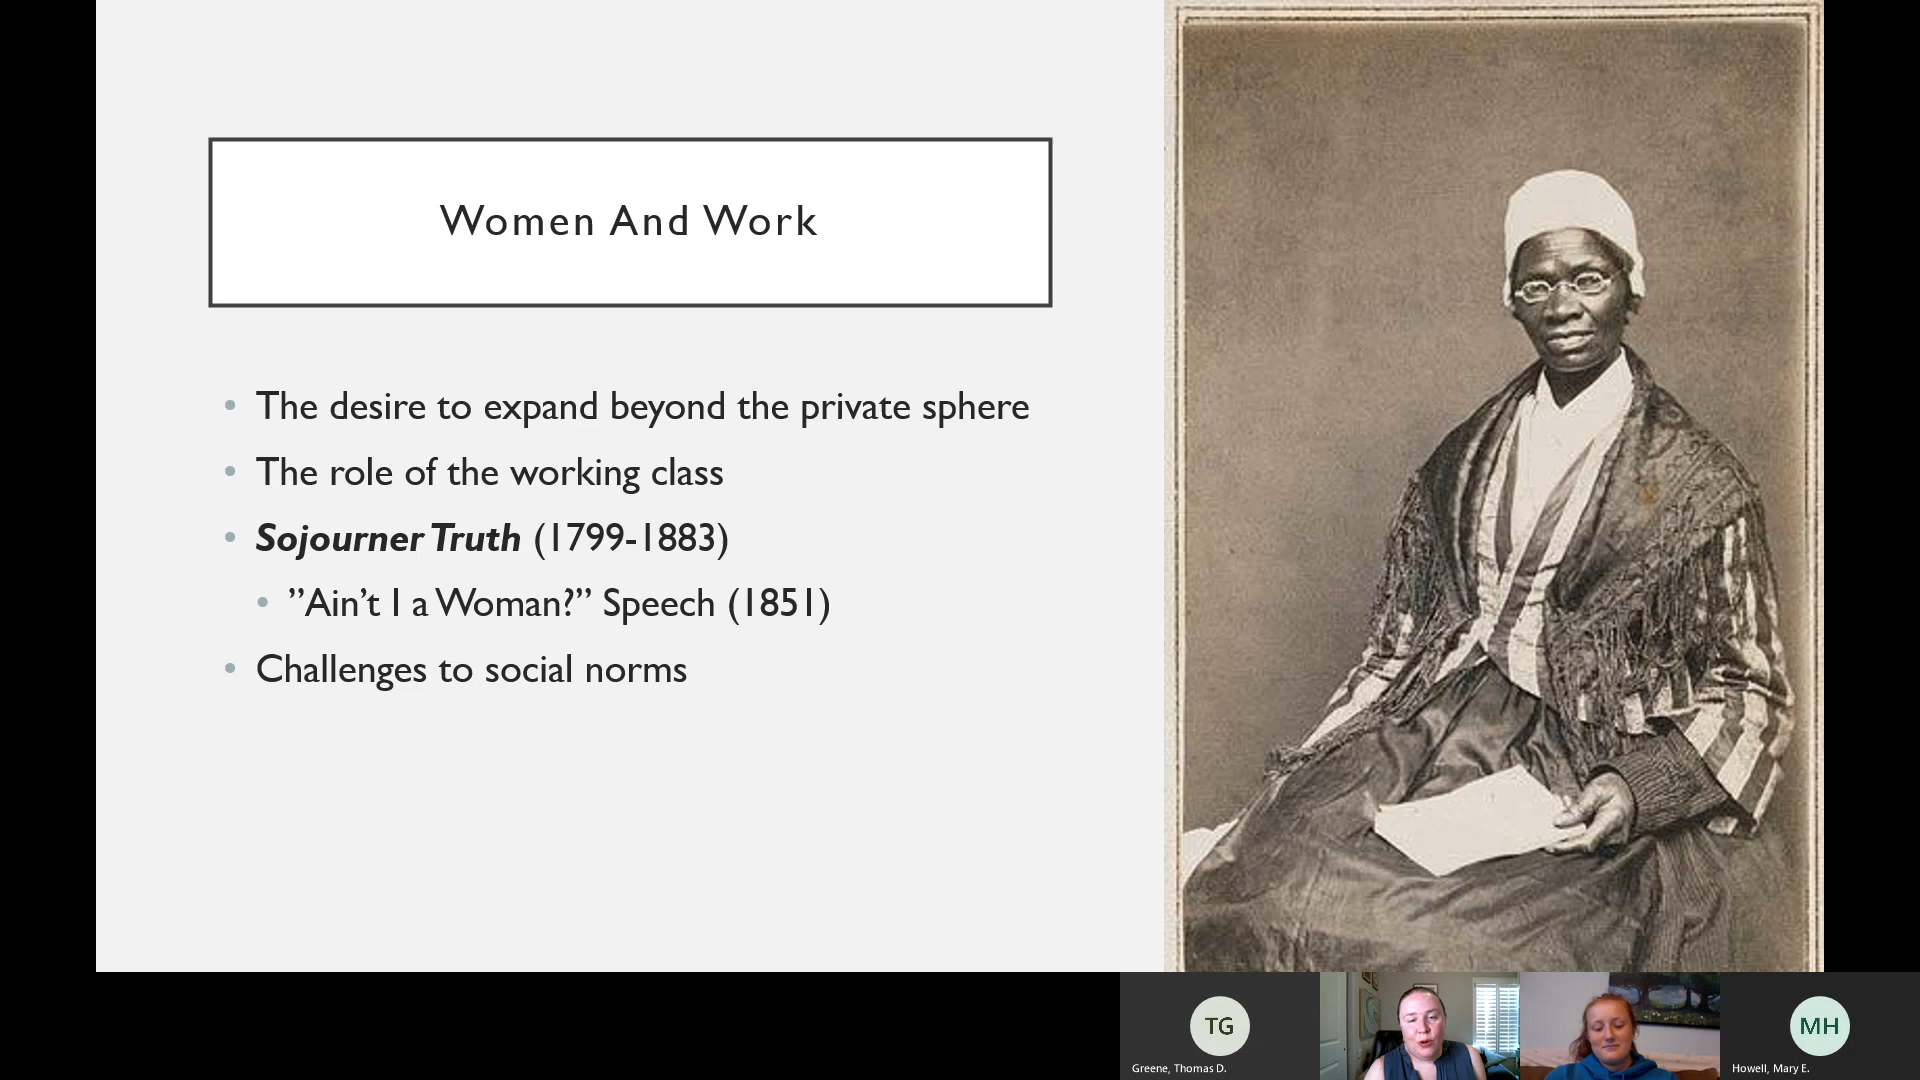 Women And Work
• The desire to expand beyond the private sphere
• The role of the working class
• Sojourner Truth (1799-1883)
• ”Ain’t I a Woman?” Speech (1851)
• Challenges to social norms
TG
Greene, Thomas D.
MH
Howell, Mary E.